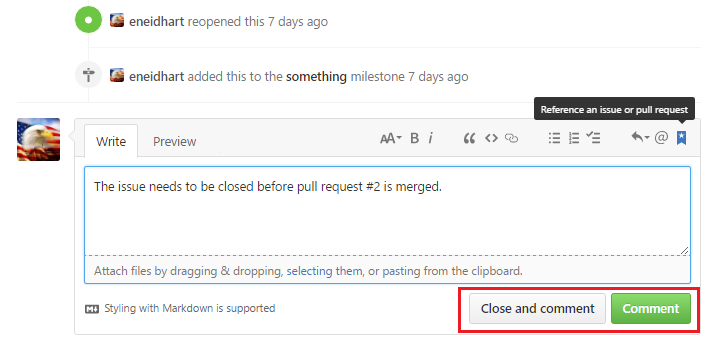 eneidhart reopened this 7 days ago
eneidhart added this to the something milestone 7 days ago
Reference an issue or pull request
Write Preview AA B i @
The issue needs to be closed before pull request #2 is merged.
Attach files by dragging & dropping, selecting them, or pasting from the clipboard.
M Styling with Markdown is supported Close and comment Comment